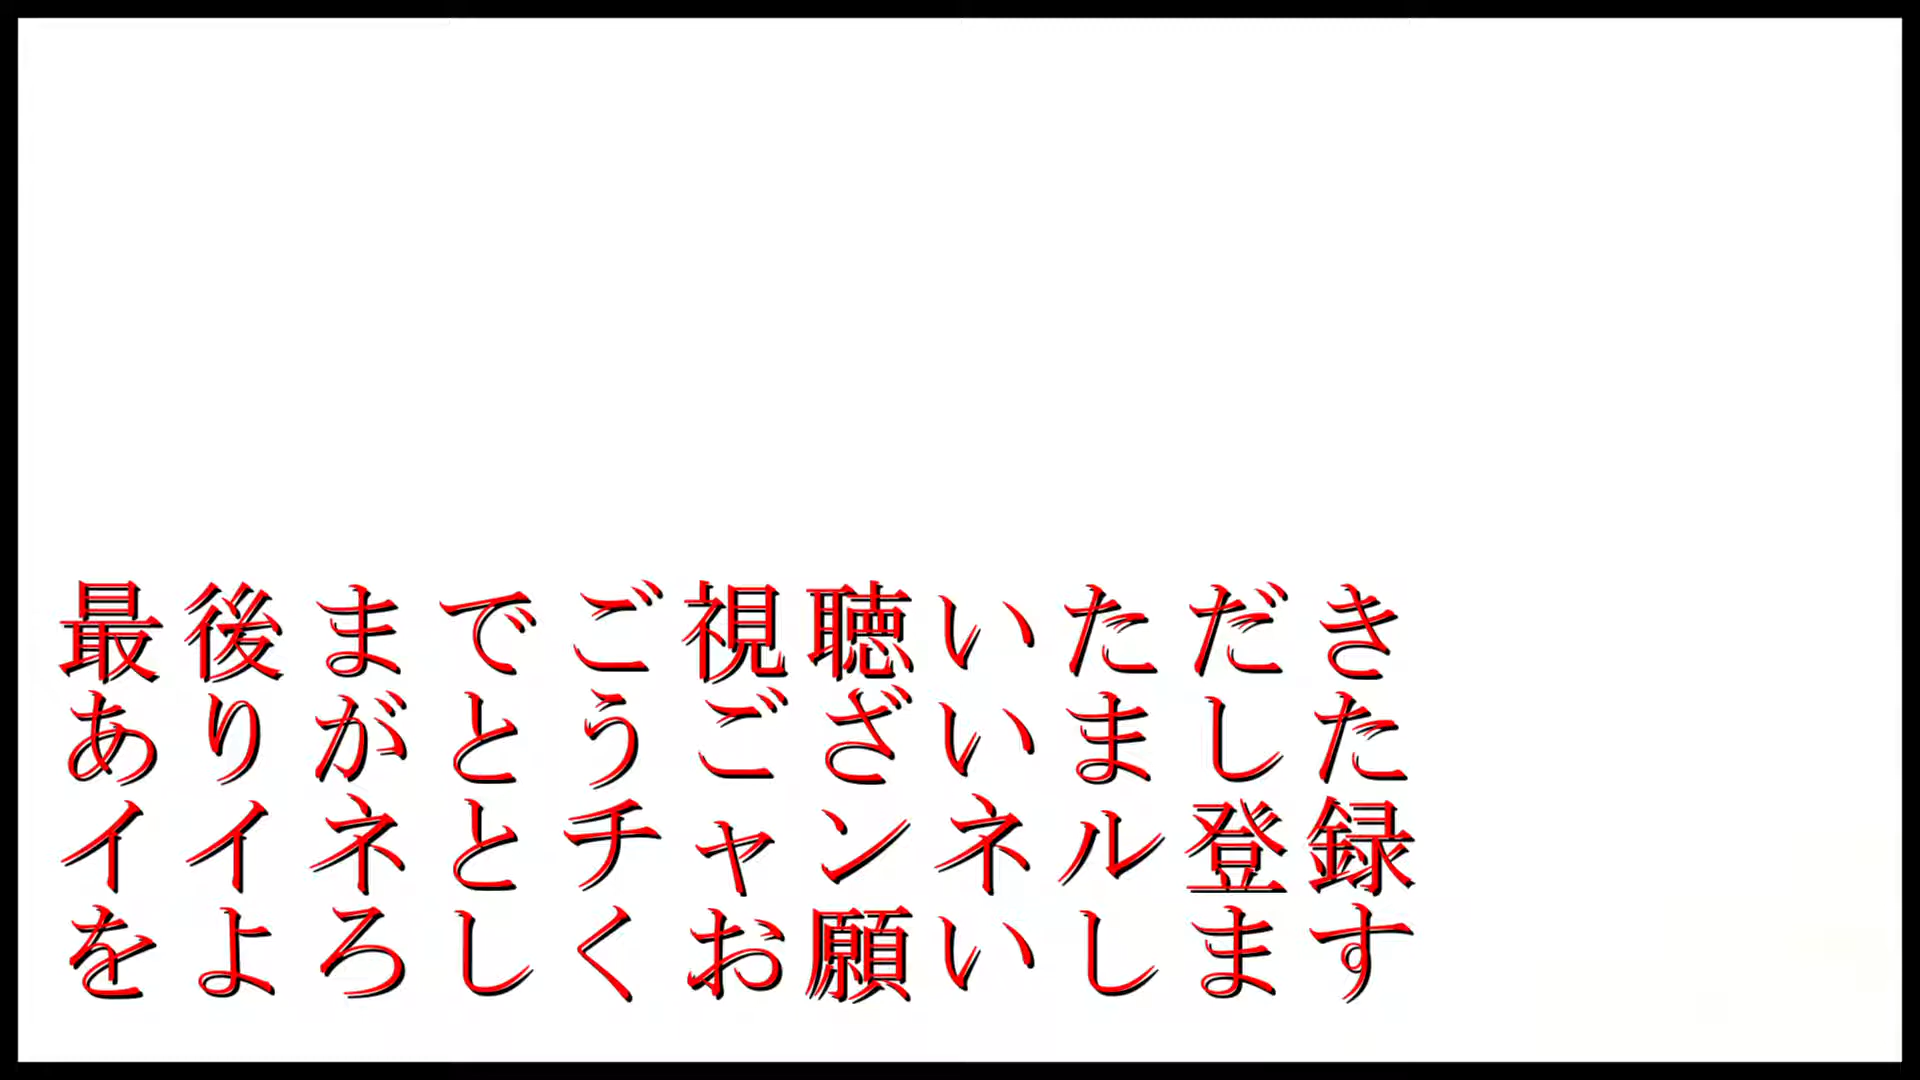 最後までご視聴いただき
ありがとうございました
イイネとチャンネル登録
をよろしくお願いします